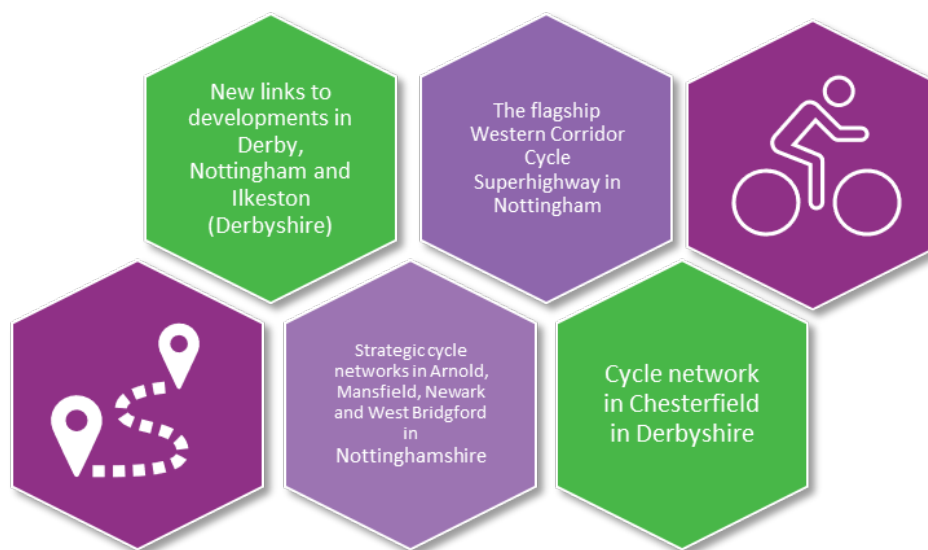 New links to
developments in
Derby,
Nottingham and
Ilkeston
(Derbyshire)
The flagship
Western Corridor
Cycle
Superhighway in
Nottingham
Strategic cycle
networks in Arnold,
Mansfield, Newark
and West Bridgford
in
Nottinghamshire
Cycle network
in Chesterfield
in Derbyshire